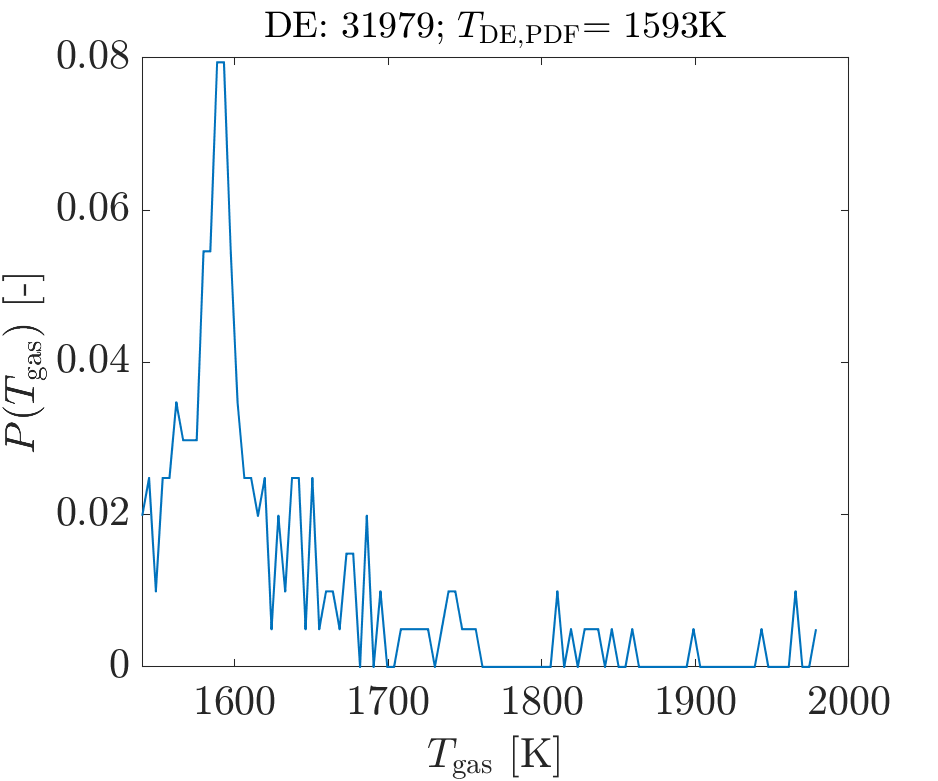 DE: 31979; T_DE,PDF= 1593K
0.08
0.06
0.04
0.02
0
P(T_gas) [-]
1600 1700 1800 1900 2000
T_gas [K]